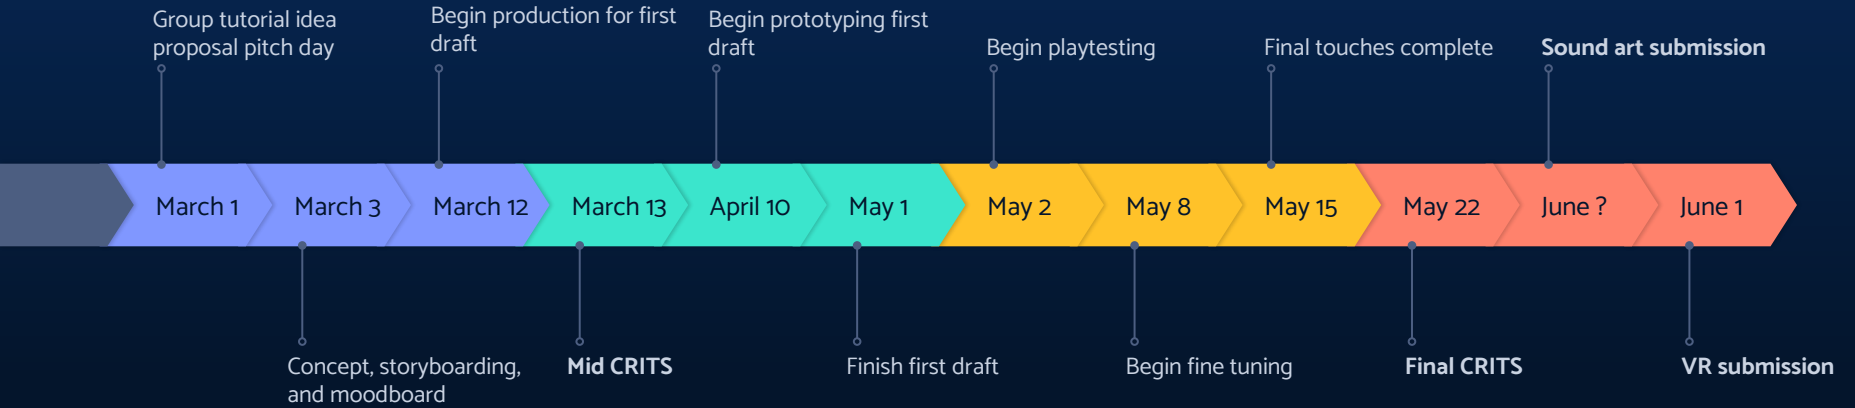 Group tutorial idea
proposal pitch day
Begin production for first
draft
Begin prototyping first
draft
Begin playtesting
Final touches complete
Sound art submission
March 1
March 3
March 12
March 13
April 10
May 1
May 2
May 8
May 15
May 22
June ?
June 1
Concept, storyboarding,
and moodboard
Mid CRITS
Finish first draft
Begin fine tuning
Final CRITS
VR submission